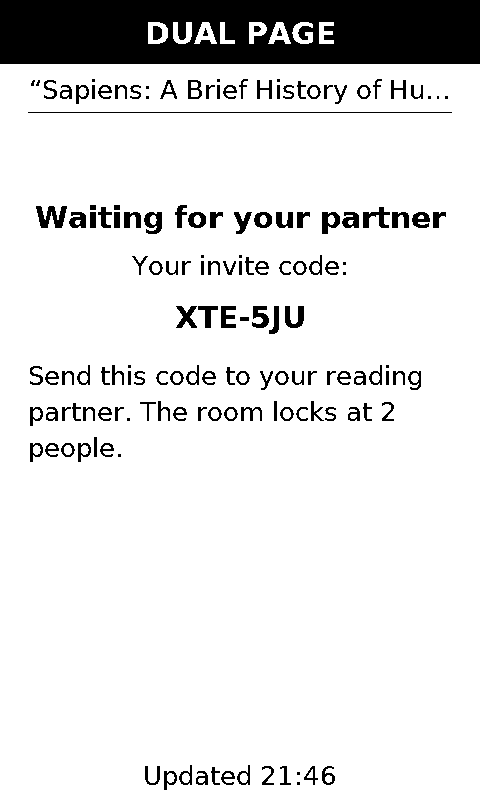 DUAL PAGE
“Sapiens: A Brief History of Hu...
Waiting for your partner
Your invite code:
XTE-5JU
Send this code to your reading
partner. The room locks at 2
people.
Updated 21:46